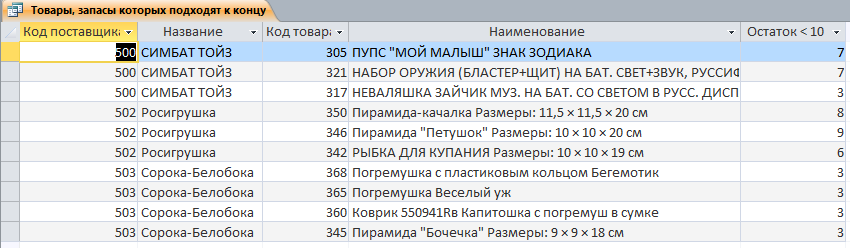 Товары, запасы которых подходят к концу
Код поставщика Название Код товара Наименование Остаток < 10
500 СИМБАТ ТОЙЗ 305 ПУПС "МОЙ МАЛЫШ" ЗНАК ЗОДИАКА 7
500 СИМБАТ ТОЙЗ 321 НАБОР ОРУЖИЯ (БЛАСТЕР+ЩИТ) НА БАТ. СВЕТ+ЗВУК, РУССИФ 7
500 СИМБАТ ТОЙЗ 317 НЕВАЛЯШКА ЗАЙЧИК МУЗ. НА БАТ. СО СВЕТОМ В РУСС. ДИСП 3
502 Росигрушка 350 Пирамида-качалка Размеры: 11,5 × 11,5 × 20 см 8
502 Росигрушка 346 Пирамида "Петушок" Размеры: 10 × 10 × 20 см 9
502 Росигрушка 342 РЫБКА ДЛЯ КУПАНИЯ Размеры: 10 × 10 × 19 см 6
503 Сорока-Белобока 368 Погремушка с пластиковым кольцом Бегемотик 3
503 Сорока-Белобока 365 Погремушка Веселый уж 3
503 Сорока-Белобока 360 Коврик 550941Rв Капитошка с погремуш в сумке 3
503 Сорока-Белобока 345 Пирамида "Бочечка" Размеры: 9 × 9 × 18 см 3